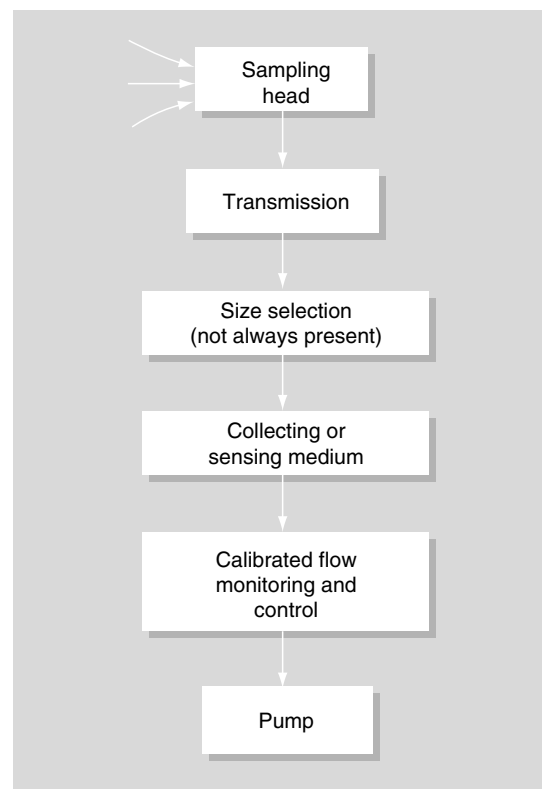 Sampling
head
Transmission
Size selection
(not always present)
Collecting or
sensing medium
Calibrated flow
monitoring and
control
Pump